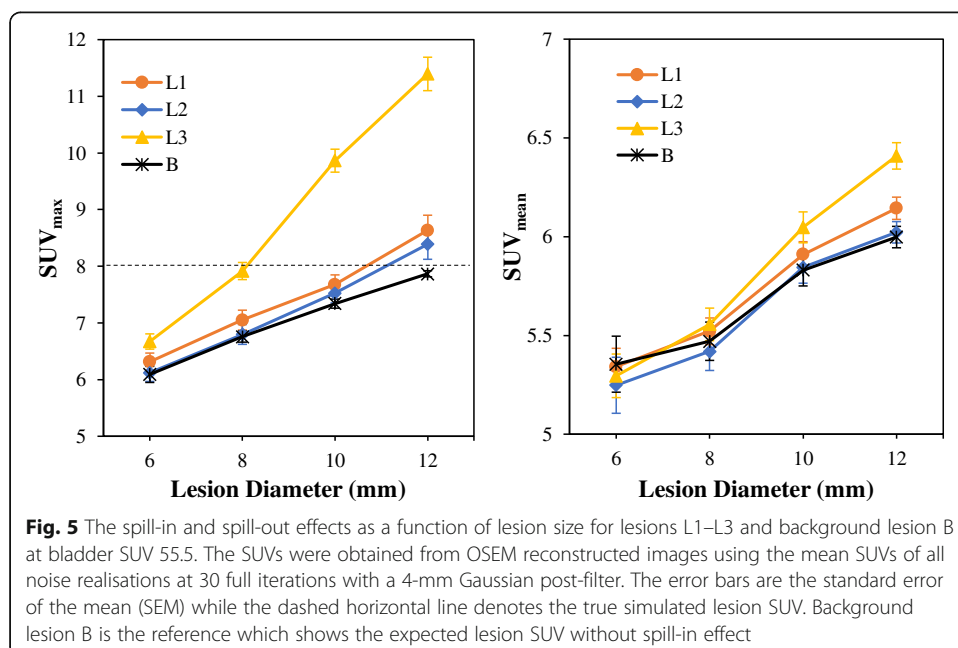 12
11
10
9
8
7
6
5
SUVmax
L1
L2
L3
B
6 8 10 12
Lesion Diameter (mm)
7
6.5
6
5.5
5
SUVmean
L1
L2
L3
B
6 8 10 12
Lesion Diameter (mm)
Fig. 5 The spill-in and spill-out effects as a function of lesion size for lesions L1–L3 and background lesion B
at bladder SUV 55.5. The SUVs were obtained from OSEM reconstructed images using the mean SUVs of all
noise realisations at 30 full iterations with a 4-mm Gaussian post-filter. The error bars are the standard error
of the mean (SEM) while the dashed horizontal line denotes the true simulated lesion SUV. Background
lesion B is the reference which shows the expected lesion SUV without spill-in effect